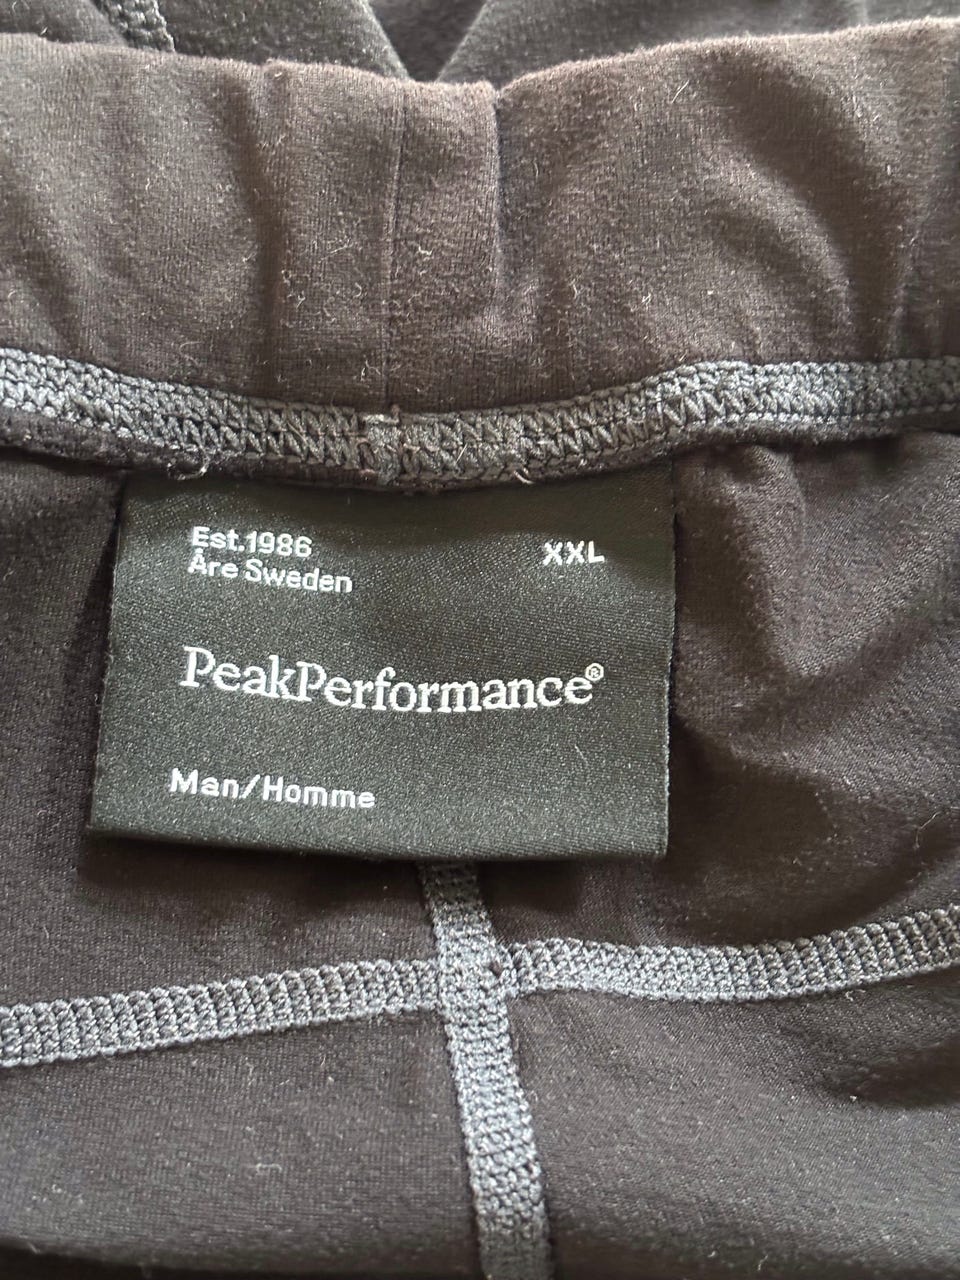 Est.1986
Åre Sweden
XXL
PeakPerformance®
Man/Homme